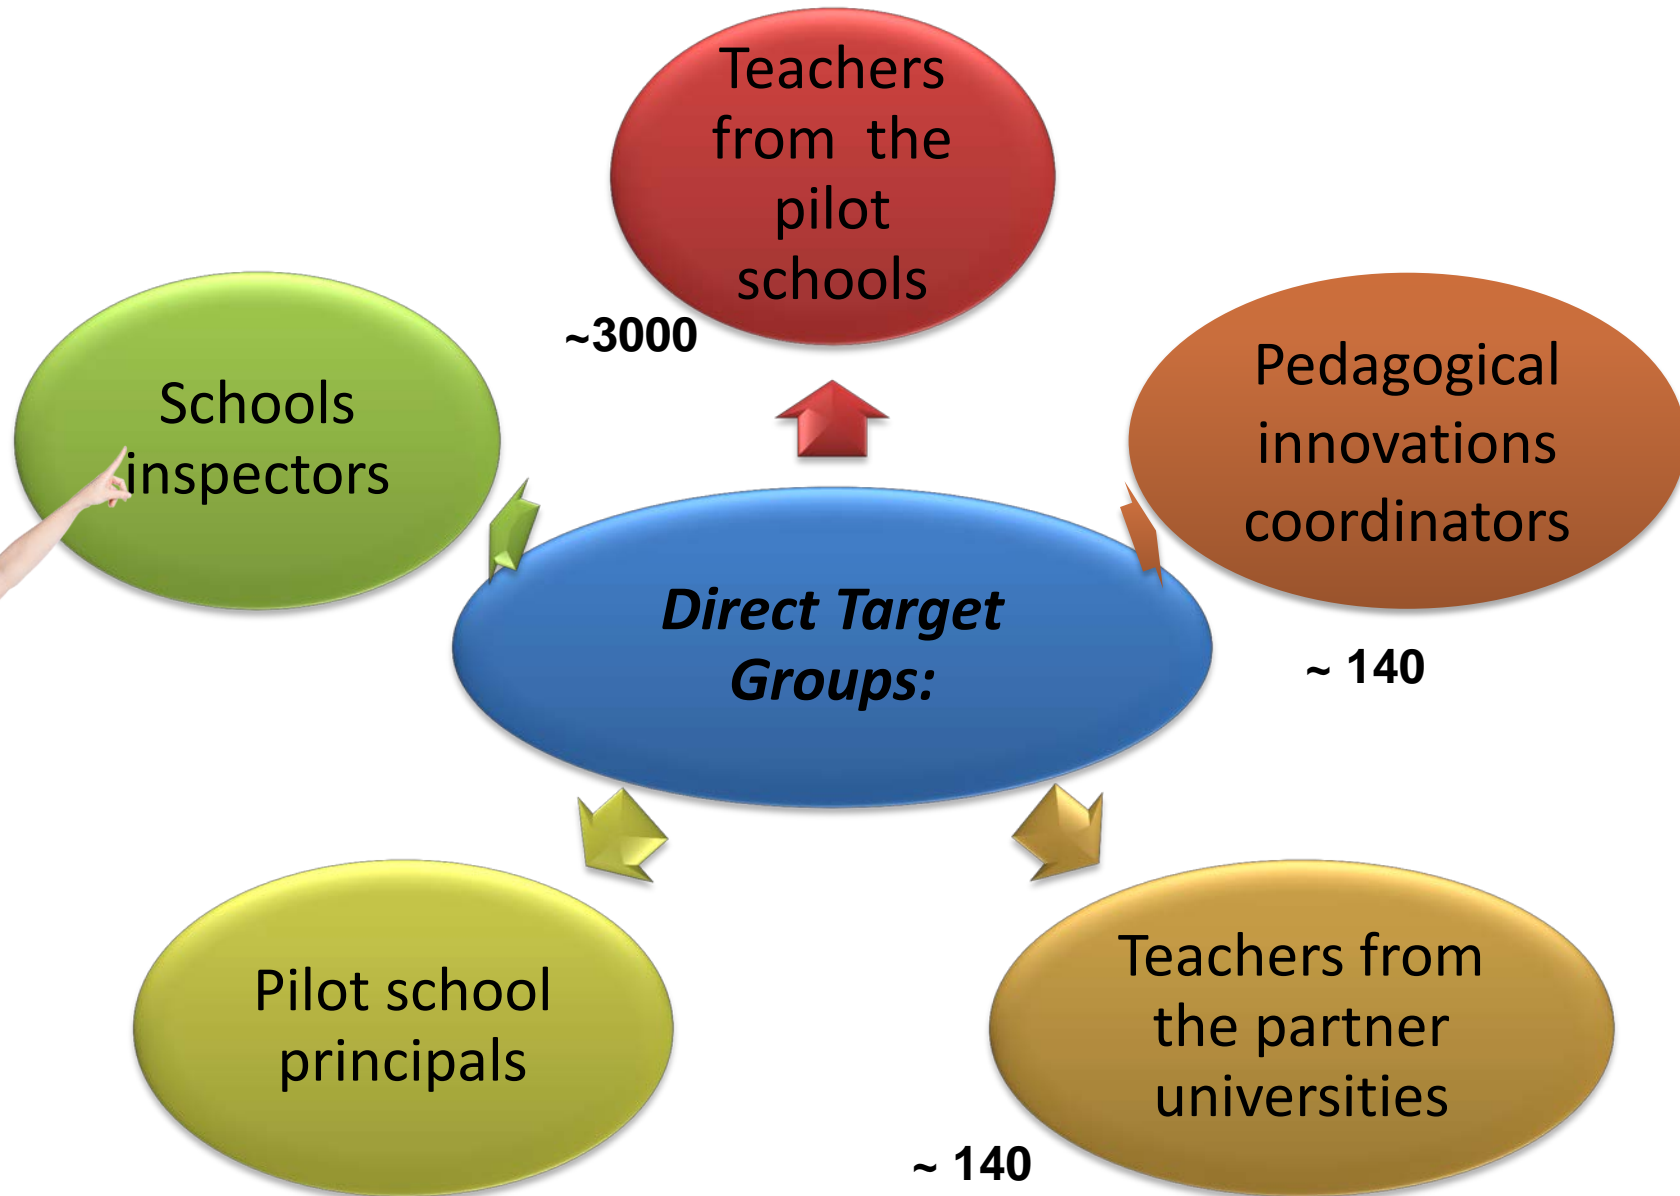 Teachers
from  the
pilot
schools
~3000
Schools
inspectors
Pedagogical
innovations
coordinators
~ 140
Direct Target
Groups:
Pilot school
principals
Teachers from
the partner
universities
~ 140